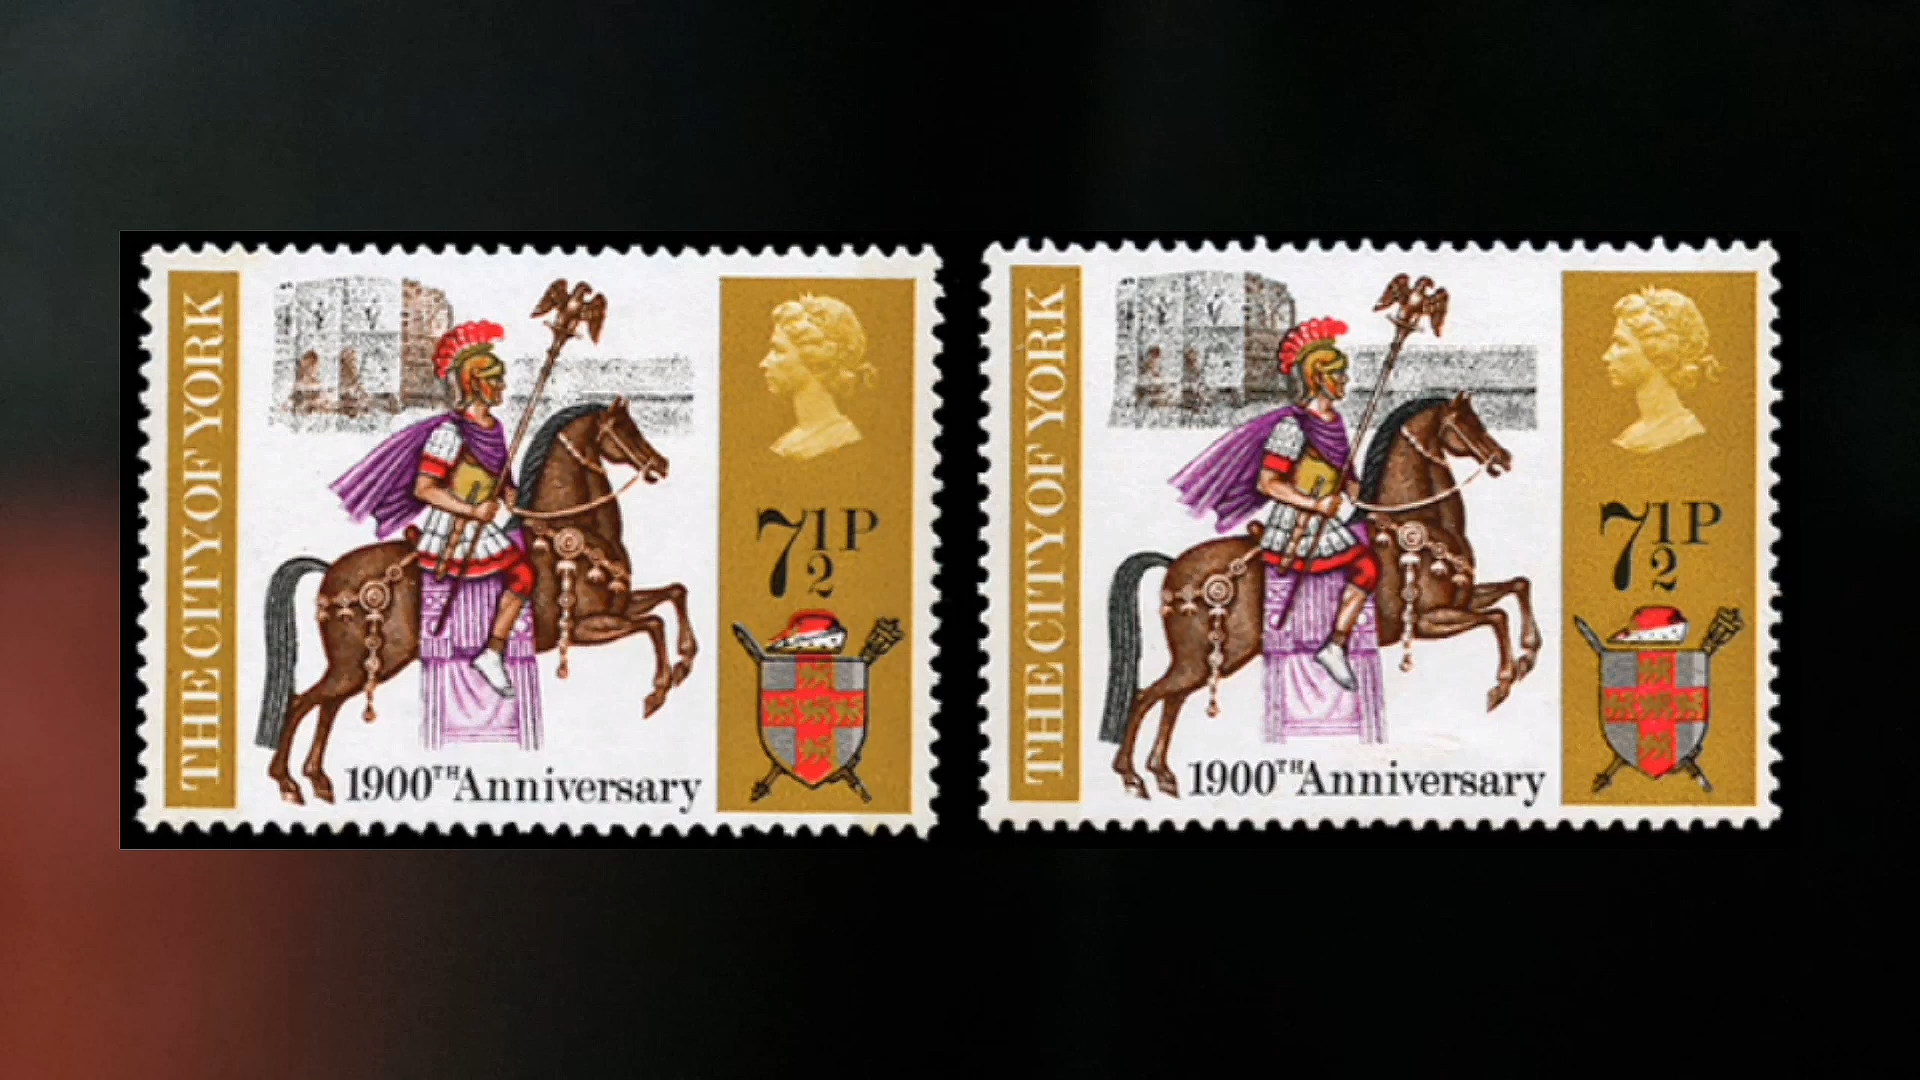 THE CITY OF YORK
7½P
1900TH Anniversary
THE CITY OF YORK
7½P
1900TH Anniversary